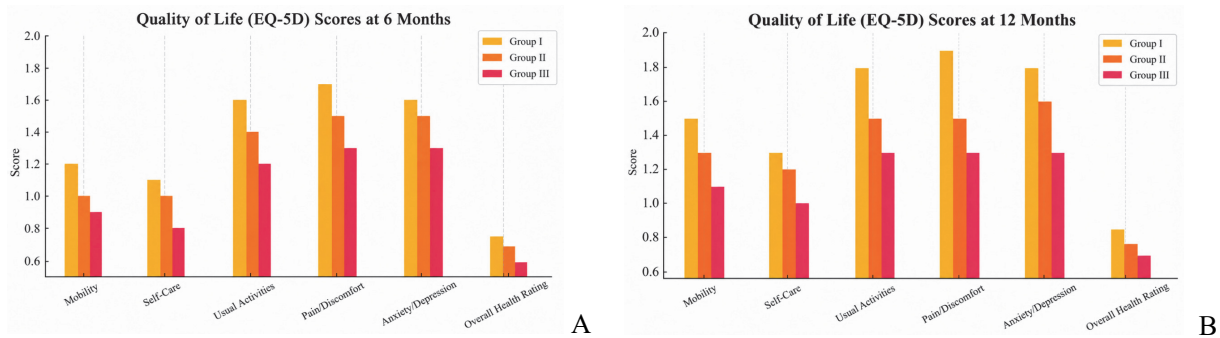 Quality of Life (EQ-5D) Scores at 6 Months
2.0
1.8
1.6
1.4
1.2
1.0
0.8
0.6
Score
Group I
Group II
Group III
Mobility
Self-Care
Usual Activities
Pain/Discomfort
Anxiety/Depression
Overall Health Rating
A
Quality of Life (EQ-5D) Scores at 12 Months
2.0
1.8
1.6
1.4
1.2
1.0
0.8
0.6
Score
Group I
Group II
Group III
Mobility
Self-Care
Usual Activities
Pain/Discomfort
Anxiety/Depression
Overall Health Rating
B